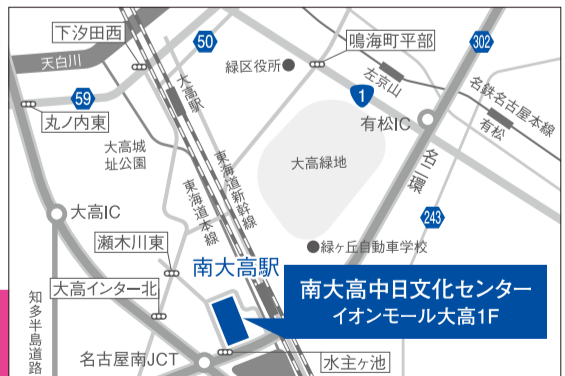 下汐田西
50
鳴海町平部
302
天白川
大高駅
緑区役所
左京山
名鉄名古屋本線
59
1
有松IC
有松
丸ノ内東
大高城
址公園
大高緑地
名二環
東海道新幹線
東海道本線
大高IC
243
瀬木川東
緑ヶ丘自動車学校
南大高駅
大高インター北
南大高中日文化センター
イオンモール大高1F
知多半島道路
名古屋南JCT
水主ヶ池